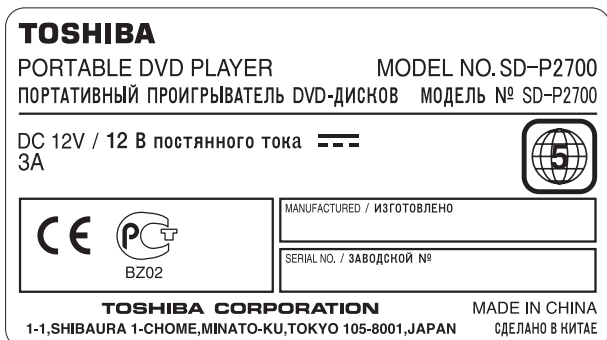 TOSHIBA
PORTABLE DVD PLAYER MODEL NO. SD-P2700
ПОРТАТИВНЫЙ ПРОИГРЫВАТЕЛЬ DVD-ДИСКОВ МОДЕЛЬ № SD-P2700
DC 12V / 12 В постянного тока
3A
5
MANUFACTURED / ИЗГОТОВЛЕНО
CE РСТ
BZ02
SERIAL NO. / ЗАВОДСКОЙ №
TOSHIBA CORPORATION MADE IN CHINA
1-1,SHIBAURA 1-CHOME,MINATO-KU,TOKYO 105-8001,JAPAN СДЕЛАНО В КИТАЕ